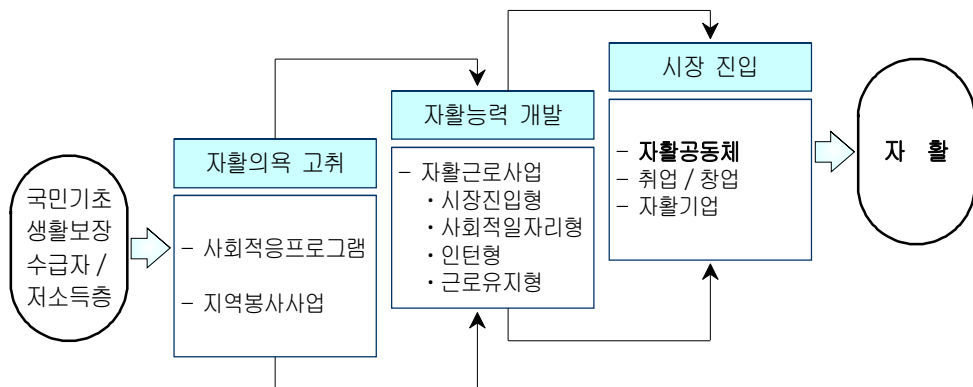 국민기초
생활보장
수급자 /
저소득층
자활의욕 고취
- 사회적응프로그램
- 지역봉사사업
자활능력 개발
- 자활근로사업
·시장진입형
·사회적일자리형
·인턴형
·근로유지형
시장 진입
- 자활공동체
- 취업 / 창업
- 자활기업
자 활